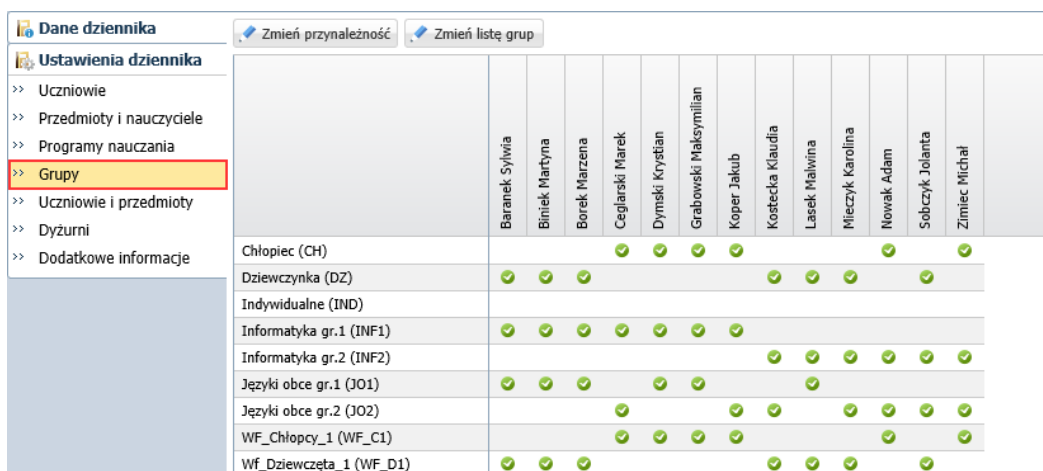 Dane dziennika
Ustawienia dziennika
Uczniowie
Przedmioty i nauczyciele
Programy nauczania
Grupy
Uczniowie i przedmioty
Dyżurni
Dodatkowe informacje
Zmień przynależność Zmień listę grup
Baranek Sylwia
Biniek Martyna
Borek Marzena
Ceglarski Marek
Dymski Krystian
Grabowski Maksymilian
Koper Jakub
Kostecka Klaudia
Lasek Malwina
Mieczyk Karolina
Nowak Adam
Sobczyk Jolanta
Zimiec Michał
Chłopiec (CH)
Dziewczynka (DZ)
Indywidualne (IND)
Informatyka gr.1 (INF1)
Informatyka gr.2 (INF2)
Języki obce gr.1 (JO1)
Języki obce gr.2 (JO2)
WF_Chłopcy_1 (WF_C1)
Wf_Dziewczęta_1 (WF_D1)